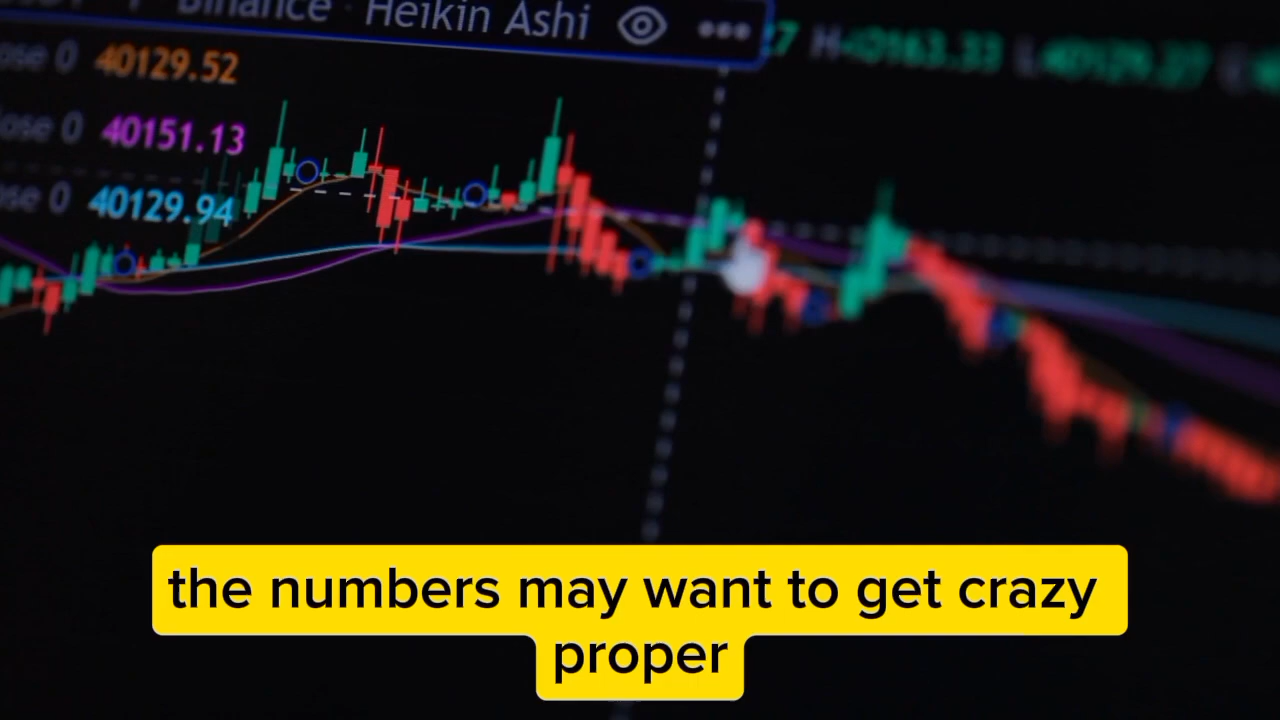 Binance · Heikin Ashi
ose 0 40129.52
lose 0 40151.13
ose 0 40129.94
the numbers may want to get crazy
proper